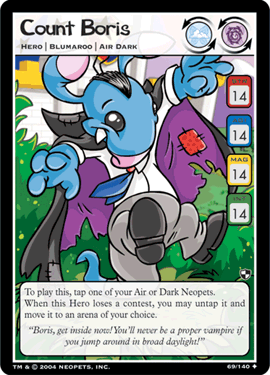 Count Boris
HERO | BLUMAROO | AIR DARK
14
14
MAG
14
INT
14
To play this, tap one of your Air or Dark Neopets.
When this Hero loses a contest, you may untap it and
move it to an arena of your choice.
"Boris, get inside now! You'll never be a proper vampire if
you jump around in broad daylight!"
TM & © 2004 NEOPETS, INC.
69/140